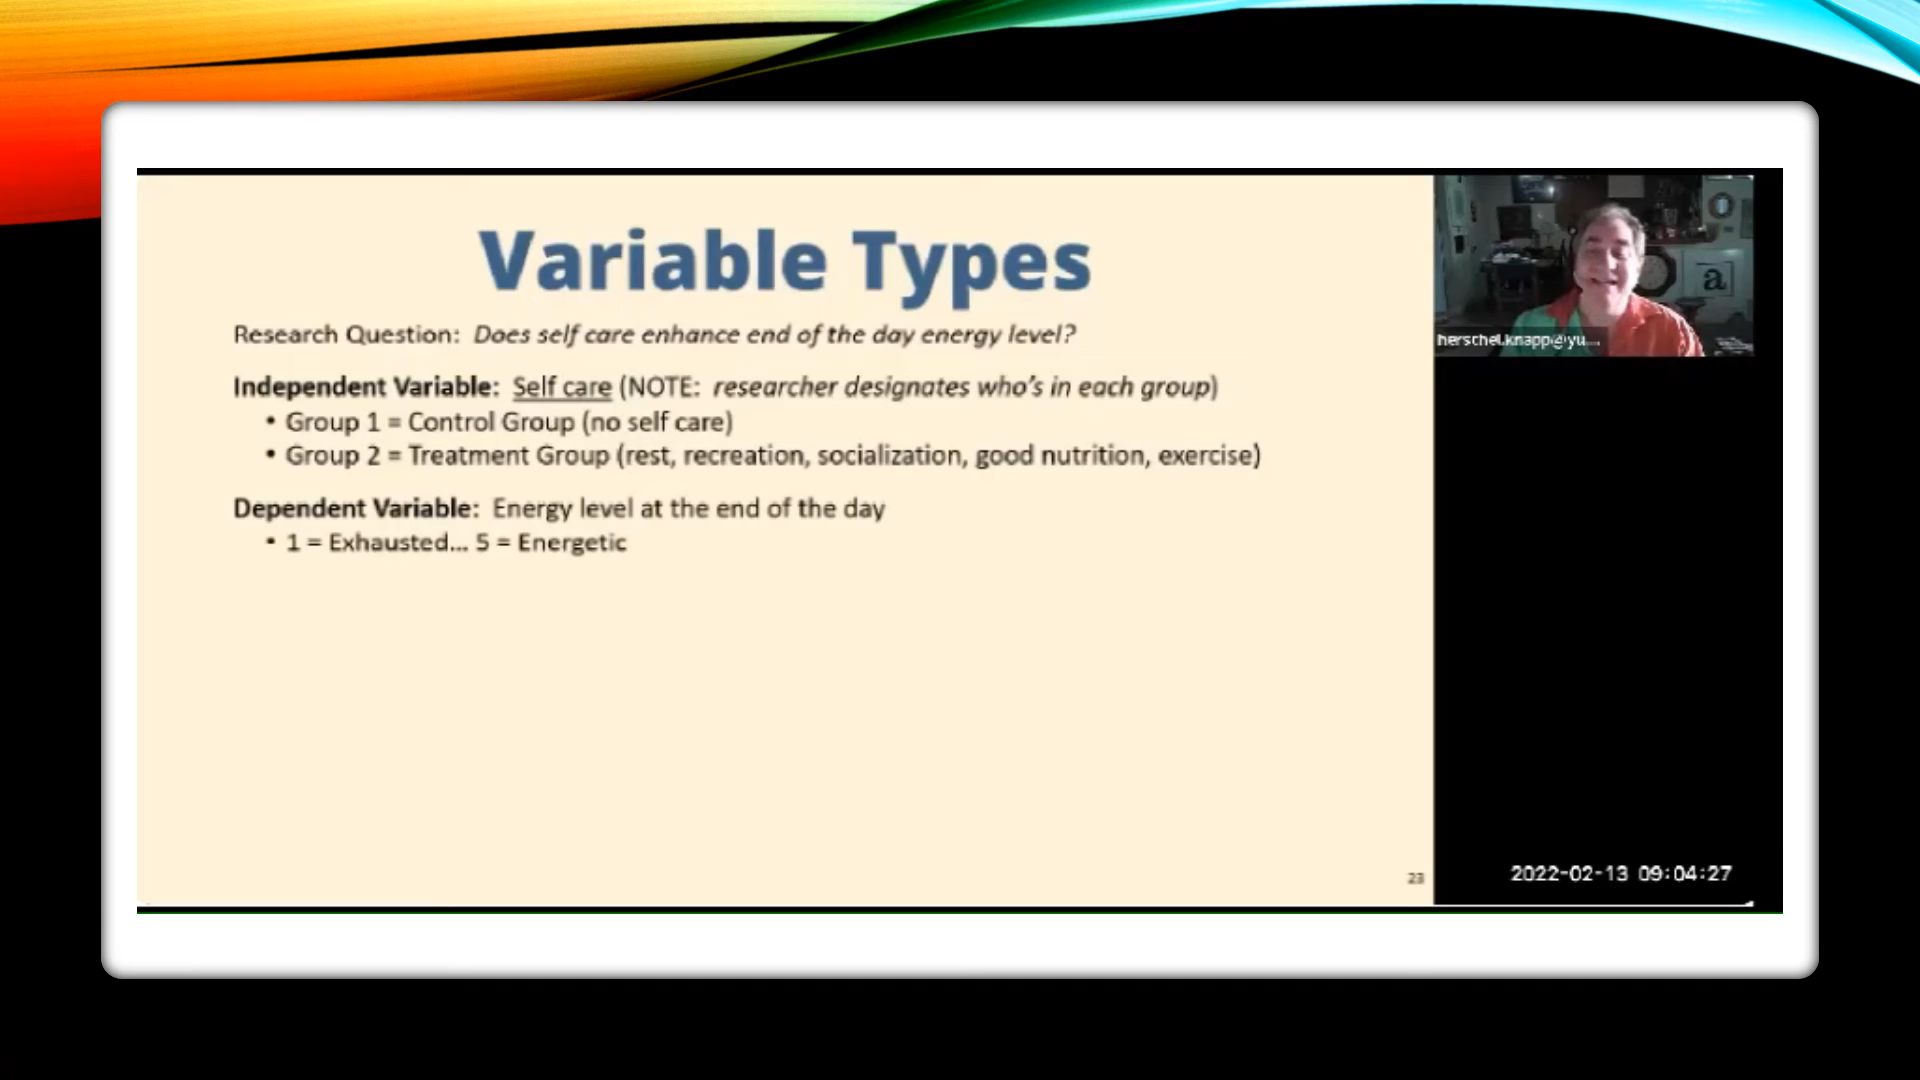 Variable Types
Research Question: Does self care enhance end of the day energy level?
Independent Variable: Self care (NOTE: researcher designates who's in each group)
• Group 1 = Control Group (no self care)
• Group 2 = Treatment Group (rest, recreation, socialization, good nutrition, exercise)
Dependent Variable: Energy level at the end of the day
• 1 = Exhausted... 5 = Energetic
23
a
herschel.knapp@yu...
2022-02-13 09:04:27